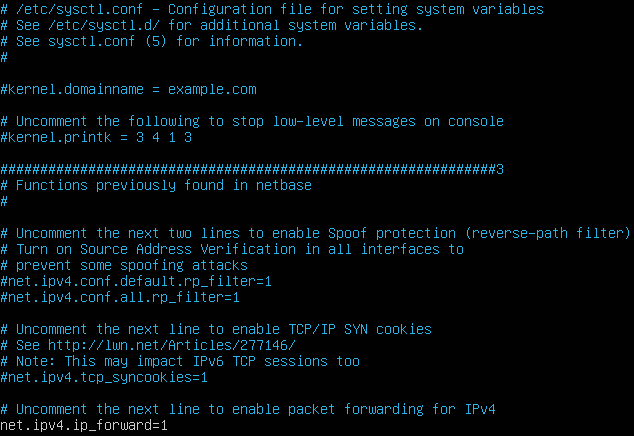 # /etc/sysctl.conf - Configuration file for setting system variables
# See /etc/sysctl.d/ for additional system variables.
# See sysctl.conf (5) for information.
#
#kernel.domainname = example.com
# Uncomment the following to stop low-level messages on console
#kernel.printk = 3 4 1 3
##############################################################3
# Functions previously found in netbase
#
# Uncomment the next two lines to enable Spoof protection (reverse-path filter)
# Turn on Source Address Verification in all interfaces to
# prevent some spoofing attacks
#net.ipv4.conf.default.rp_filter=1
#net.ipv4.conf.all.rp_filter=1
# Uncomment the next line to enable TCP/IP SYN cookies
# See http://lwn.net/Articles/277146/
# Note: This may impact IPv6 TCP sessions too
#net.ipv4.tcp_syncookies=1
# Uncomment the next line to enable packet forwarding for IPv4
net.ipv4.ip_forward=1